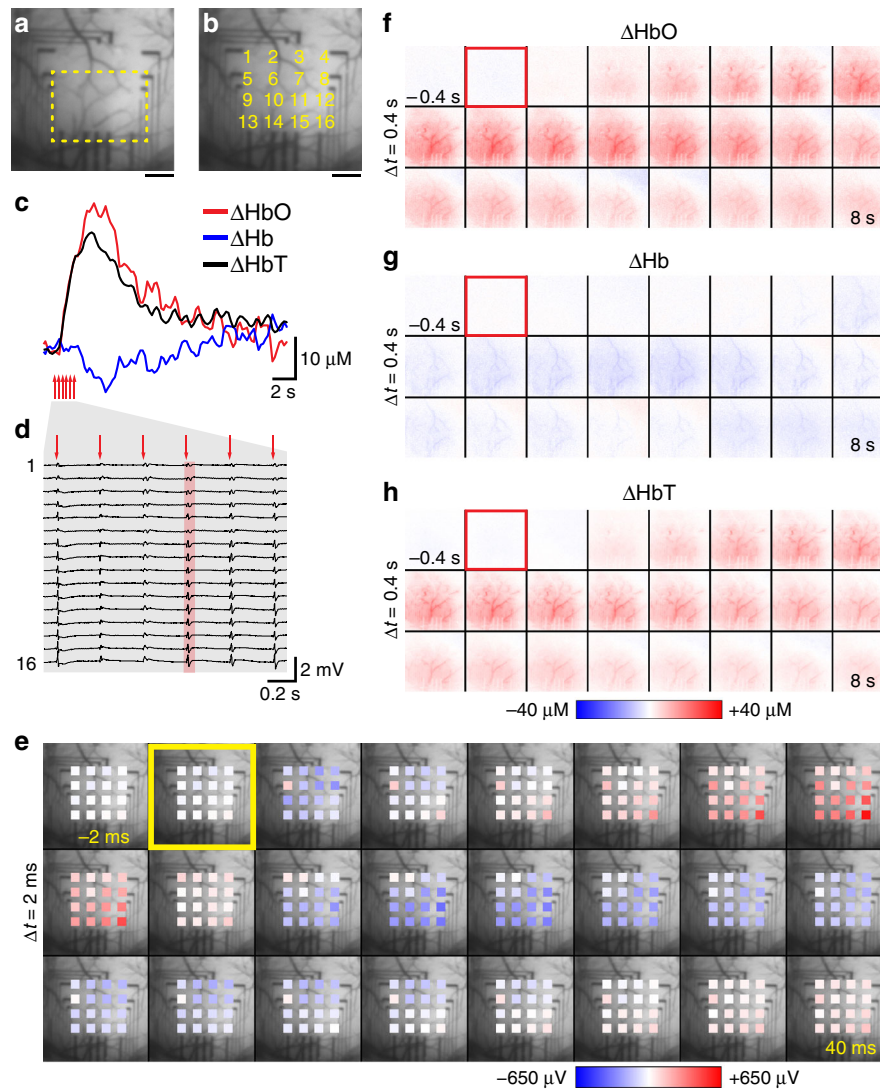 a
b
1 2 3 4
5 6 7 8
9 10 11 12
13 14 15 16
c
ΔHbO
ΔHb
ΔHbT
10 μM
2 s
d
1
16
2 mV
0.2 s
f
ΔHbO
−0.4 s
Δt = 0.4 s
8 s
g
ΔHb
−0.4 s
Δt = 0.4 s
8 s
h
ΔHbT
−0.4 s
Δt = 0.4 s
8 s
−40 μM
+40 μM
e
−2 ms
Δt = 2 ms
40 ms
−650 μV
+650 μV